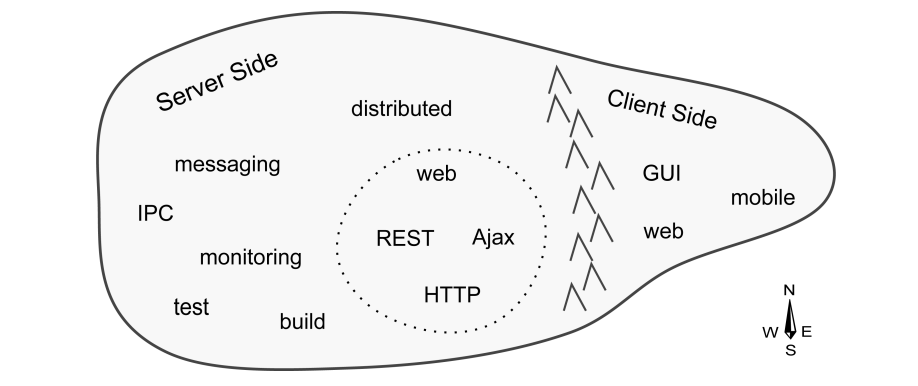 Server Side
distributed
Client Side
messaging
web
GUI
mobile
IPC
REST
Ajax
web
monitoring
HTTP
test
build
N
W E
S